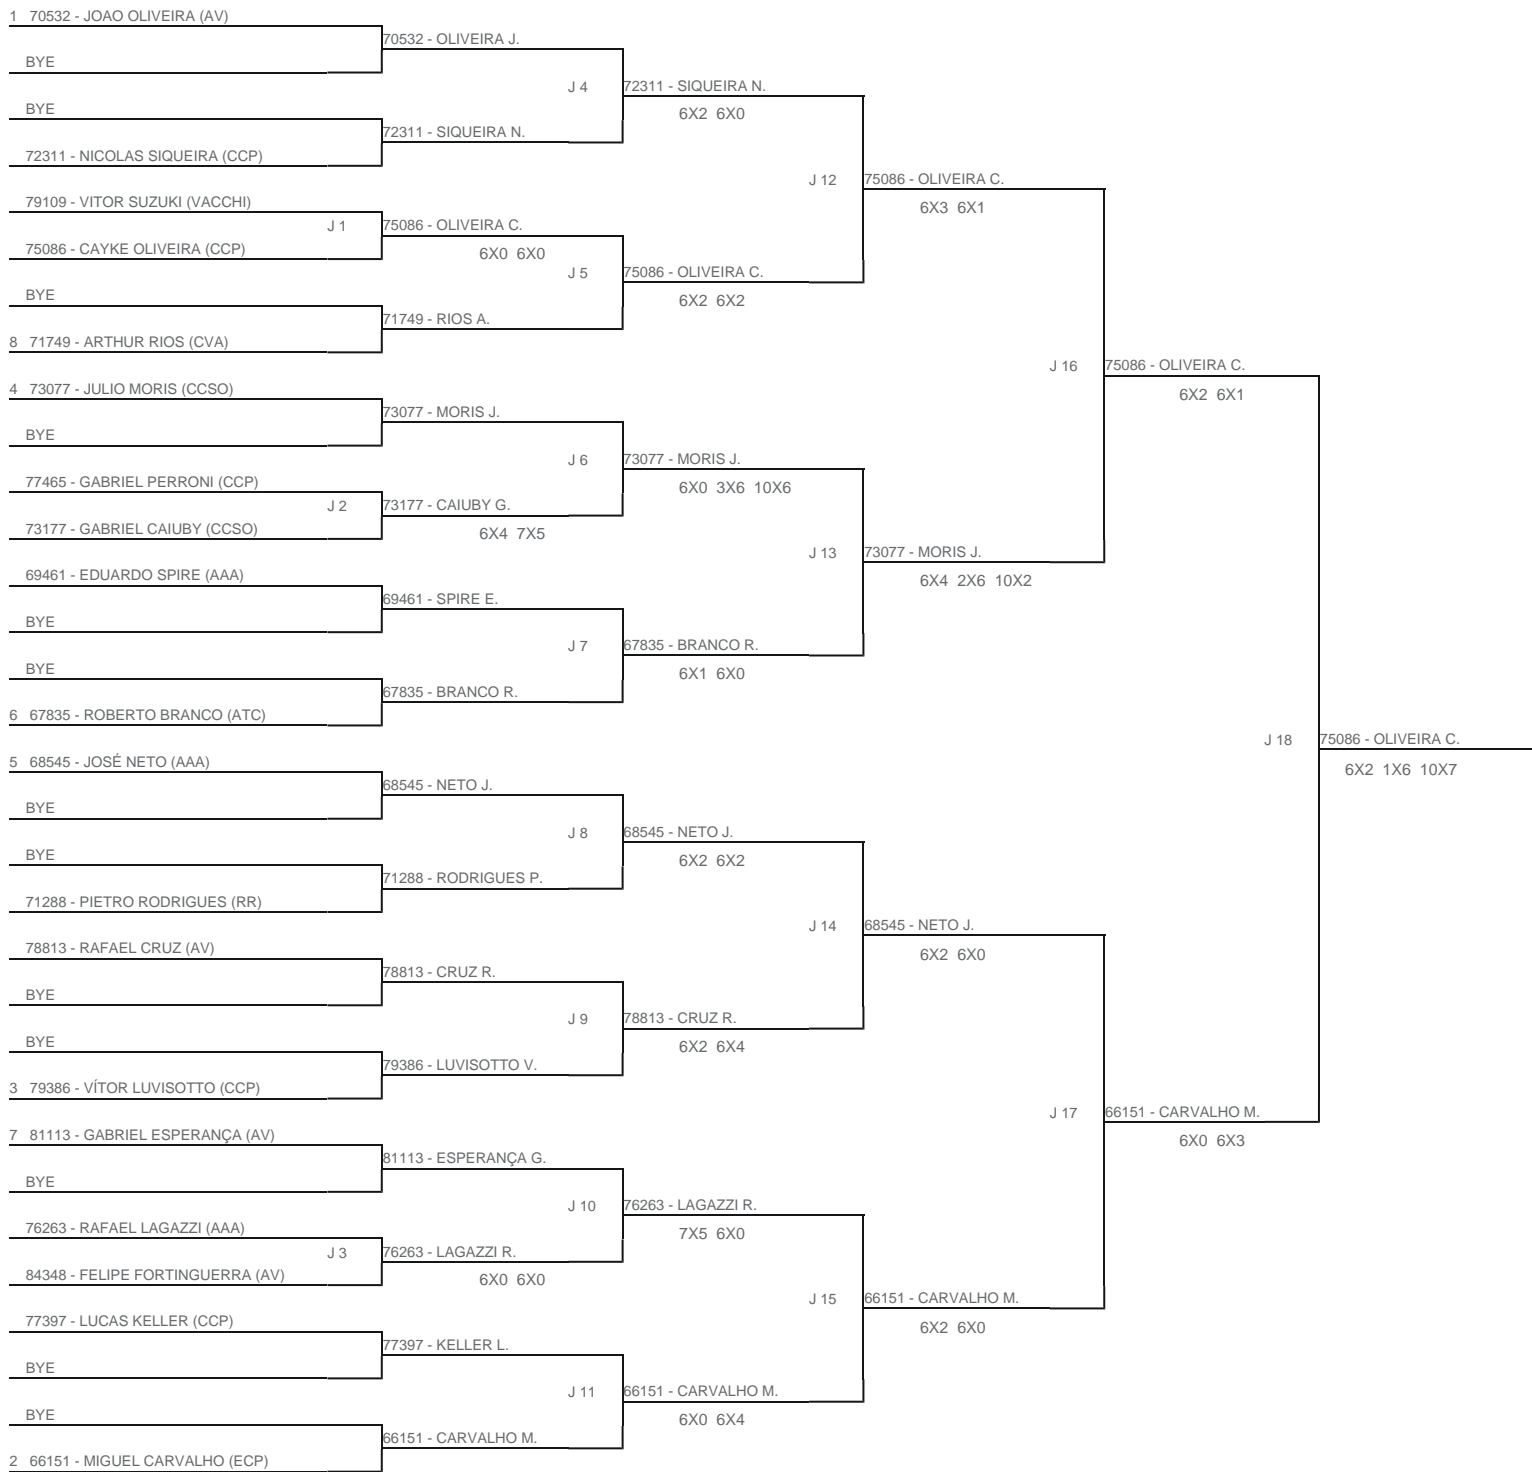 1 70532 - JOAO OLIVEIRA (AV)
70532 - OLIVEIRA J.
BYE
J 4
72311 - SIQUEIRA N.
6X2 6X0
BYE
72311 - SIQUEIRA N.
72311 - NICOLAS SIQUEIRA (CCP)
J 12
75086 - OLIVEIRA C.
6X3 6X1
79109 - VITOR SUZUKI (VACCHI)
J 1
75086 - OLIVEIRA C.
6X0 6X0
75086 - CAYKE OLIVEIRA (CCP)
J 5
75086 - OLIVEIRA C.
6X2 6X2
BYE
71749 - RIOS A.
8 71749 - ARTHUR RIOS (CVA)
J 16
75086 - OLIVEIRA C.
6X2 6X1
4 73077 - JULIO MORIS (CCSO)
73077 - MORIS J.
BYE
J 6
73077 - MORIS J.
6X0 3X6 10X6
77465 - GABRIEL PERRONI (CCP)
J 2
73177 - CAIUBY G.
6X4 7X5
73177 - GABRIEL CAIUBY (CCSO)
J 13
73077 - MORIS J.
6X4 2X6 10X2
69461 - EDUARDO SPIRE (AAA)
69461 - SPIRE E.
BYE
J 7
67835 - BRANCO R.
6X1 6X0
BYE
67835 - BRANCO R.
6 67835 - ROBERTO BRANCO (ATC)
J 18
75086 - OLIVEIRA C.
6X2 1X6 10X7
5 68545 - JOSÉ NETO (AAA)
68545 - NETO J.
BYE
J 8
68545 - NETO J.
6X2 6X2
BYE
71288 - RODRIGUES P.
71288 - PIETRO RODRIGUES (RR)
J 14
68545 - NETO J.
6X2 6X0
78813 - RAFAEL CRUZ (AV)
78813 - CRUZ R.
BYE
J 9
78813 - CRUZ R.
6X2 6X4
BYE
79386 - LUVISOTTO V.
3 79386 - VÍTOR LUVISOTTO (CCP)
J 17
66151 - CARVALHO M.
6X0 6X3
7 81113 - GABRIEL ESPERANÇA (AV)
81113 - ESPERANÇA G.
BYE
J 10
76263 - LAGAZZI R.
7X5 6X0
76263 - RAFAEL LAGAZZI (AAA)
J 3
76263 - LAGAZZI R.
6X0 6X0
84348 - FELIPE FORTINGUERRA (AV)
J 15
66151 - CARVALHO M.
6X2 6X0
77397 - LUCAS KELLER (CCP)
77397 - KELLER L.
BYE
J 11
66151 - CARVALHO M.
6X0 6X4
BYE
66151 - CARVALHO M.
2 66151 - MIGUEL CARVALHO (ECP)